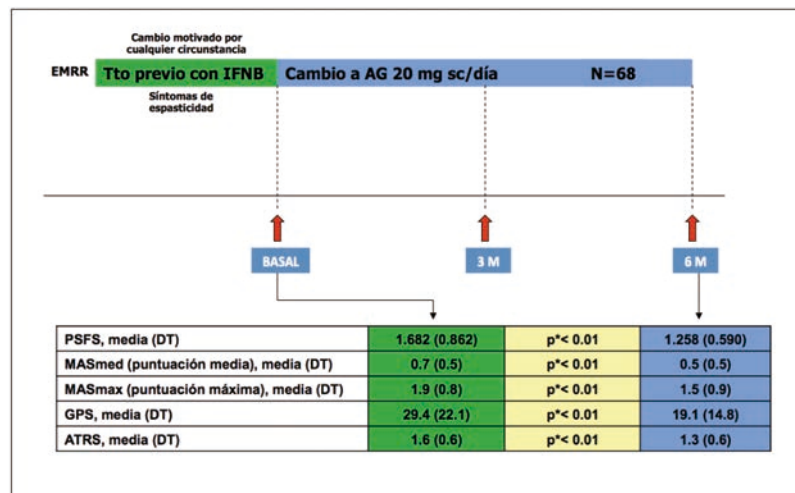 Cambio motivado por
cualquier circunstancia
EMRR Tto previo con IFNB Cambio a AG 20 mg sc/día N=68
Síntomas de
espasticidad
BASAL 3 M 6 M
PSFS, media (DT) 1.682 (0.862) p*< 0.01 1.258 (0.590)
MASmed (puntuación media), media (DT) 0.7 (0.5) p*< 0.01 0.5 (0.5)
MASmax (puntuación máxima), media (DT) 1.9 (0.8) p*< 0.01 1.5 (0.9)
GPS, media (DT) 29.4 (22.1) p*< 0.01 19.1 (14.8)
ATRS, media (DT) 1.6 (0.6) p*< 0.01 1.3 (0.6)